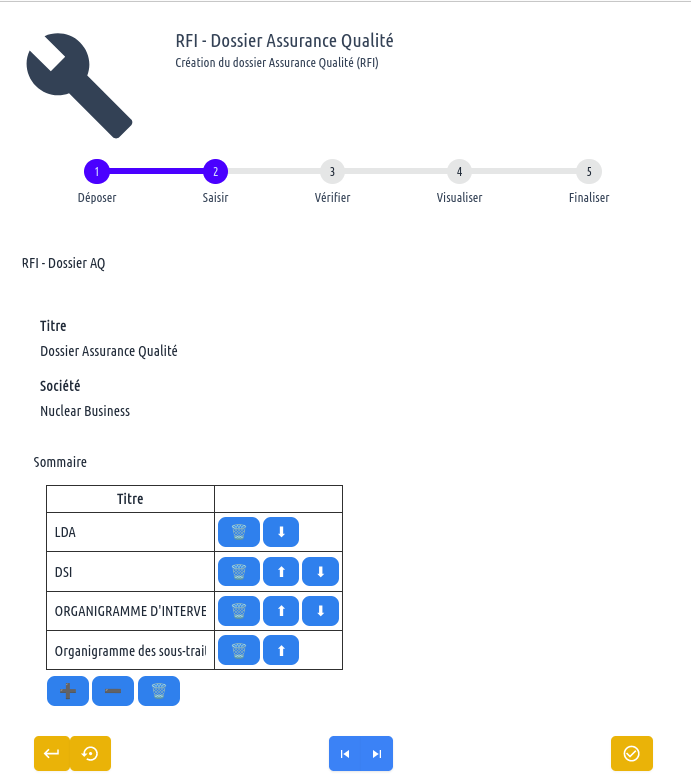 RFI - Dossier Assurance Qualité
Création du dossier Assurance Qualité (RFI)
1 2 3 4 5
Déposer Saisir Vérifier Visualiser Finaliser
RFI - Dossier AQ
Titre
Dossier Assurance Qualité
Société
Nuclear Business
Sommaire
Titre
LDA
DSI
ORGANIGRAMME D'INTERVE
Organigramme des sous-trai